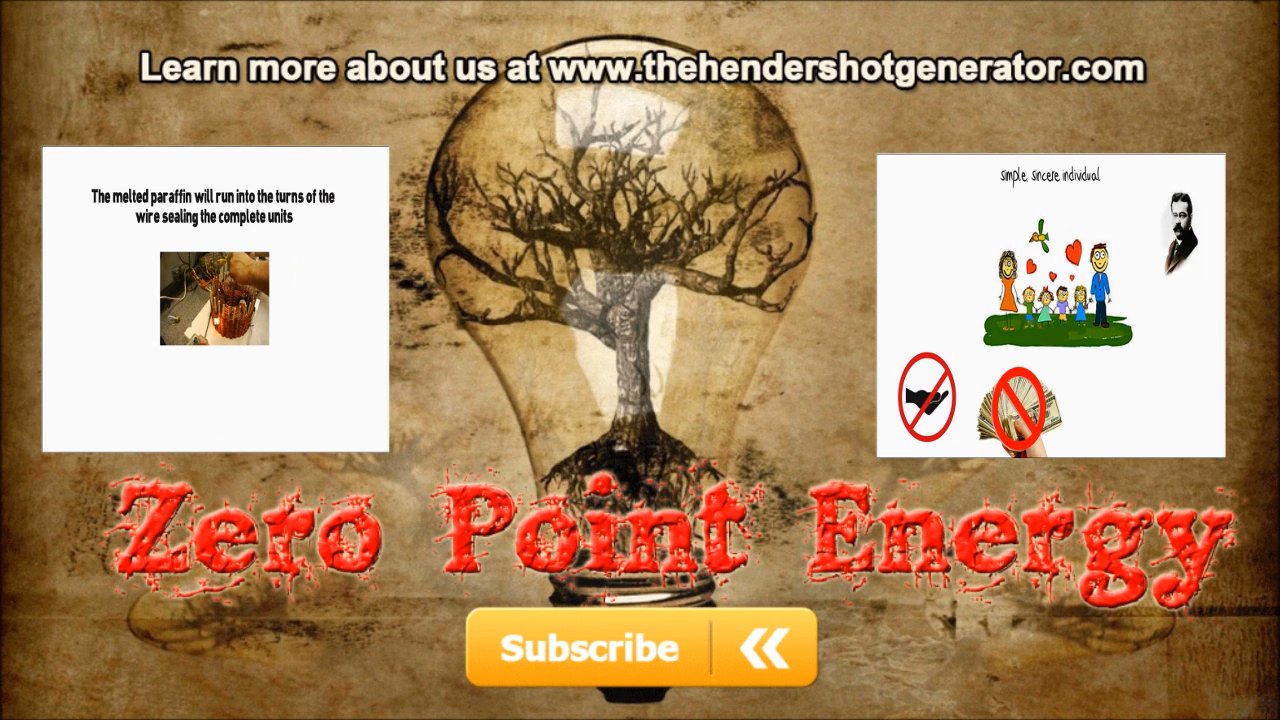 Learn more about us at www.thehendershotgenerator.com
The melted paraffin will run into the turns of the
wire sealing the complete units
simple, sincere individual
Zero Point Energy
Subscribe